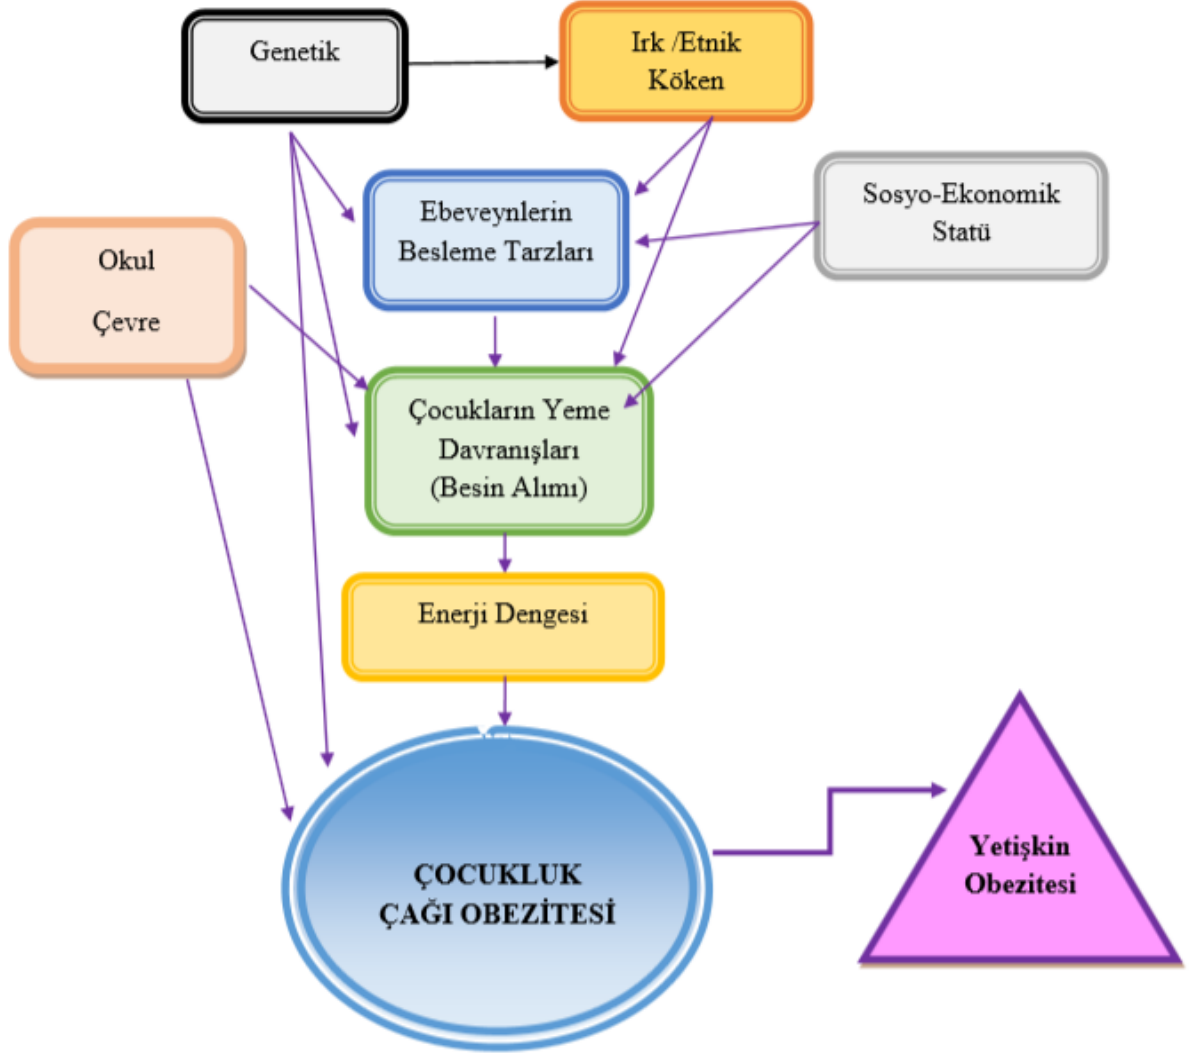 Genetik
Irk /Etnik
Köken
Ebeveynlerin
Besleme Tarzları
Sosyo-Ekonomik
Statü
Okul
Çevre
Çocukların Yeme
Davranışları
(Besin Alımı)
Enerji Dengesi
ÇOCUKLUK
ÇAĞI OBEZİTESİ
Yetişkin
Obezitesi